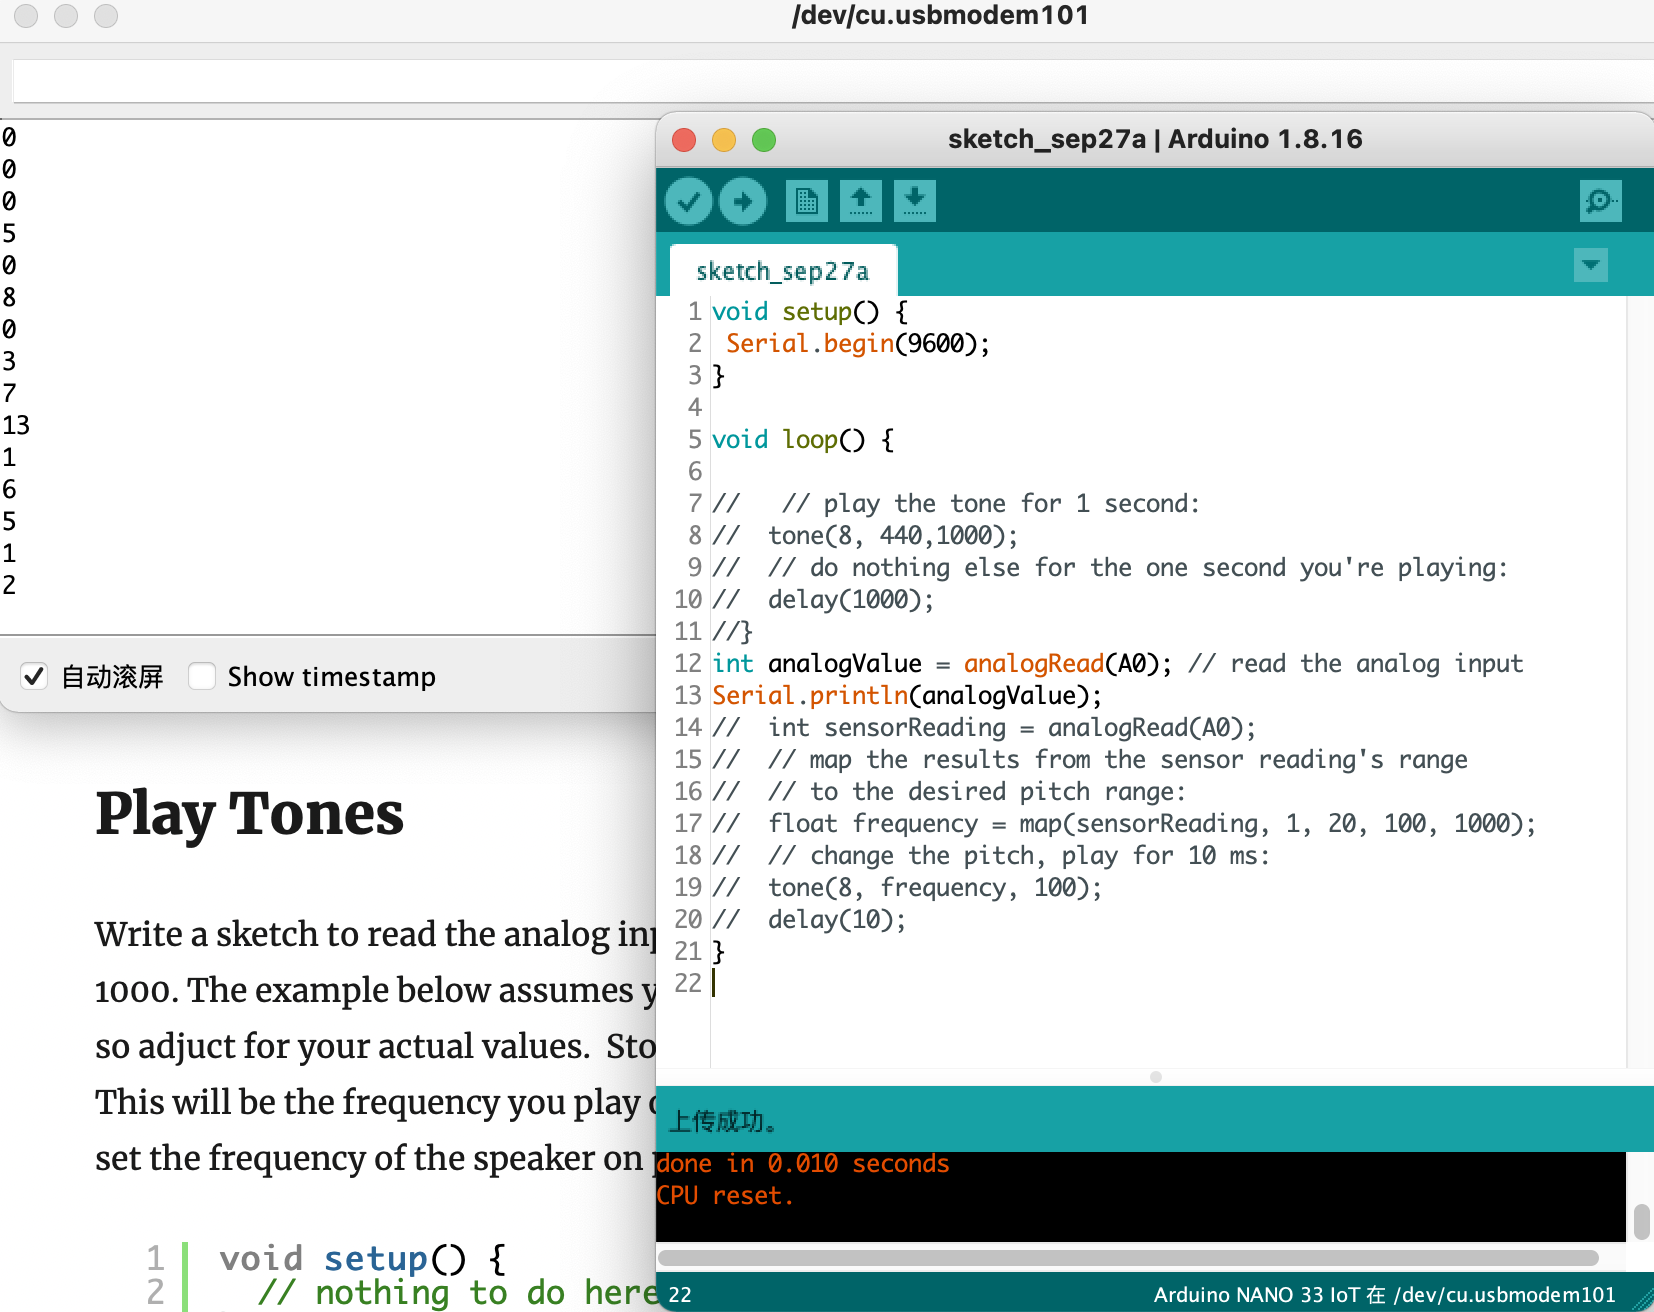 /dev/cu.usbmodem101
0
0
0
5
0
8
0
3
7
13
1
6
5
1
2
自动滚屏 Show timestamp
Play Tones
Write a sketch to read the analog
1000. The example below assumes
so adjuct for your actual values.
This will be the frequency you play
set the frequency of the speaker on
1 void setup() {
2 // nothing to do here
sketch_sep27a | Arduino 1.8.16
sketch_sep27a
1 void setup() {
2 Serial.begin(9600);
3 }
4
5 void loop() {
6
7 //   // play the tone for 1 second:
8 //  tone(8, 440,1000);
9 //  // do nothing else for the one second you're playing:
10 //  delay(1000);
11 //}
12 int analogValue = analogRead(A0); // read the analog input
13 Serial.println(analogValue);
14 //  int sensorReading = analogRead(A0);
15 //  // map the results from the sensor reading's range
16 //  // to the desired pitch range:
17 //  float frequency = map(sensorReading, 1, 20, 100, 1000);
18 //  // change the pitch, play for 10 ms:
19 //  tone(8, frequency, 100);
20 //  delay(10);
21 }
22
上传成功。
done in 0.010 seconds
CPU reset.
22 Arduino NANO 33 IoT 在 /dev/cu.usbmodem101